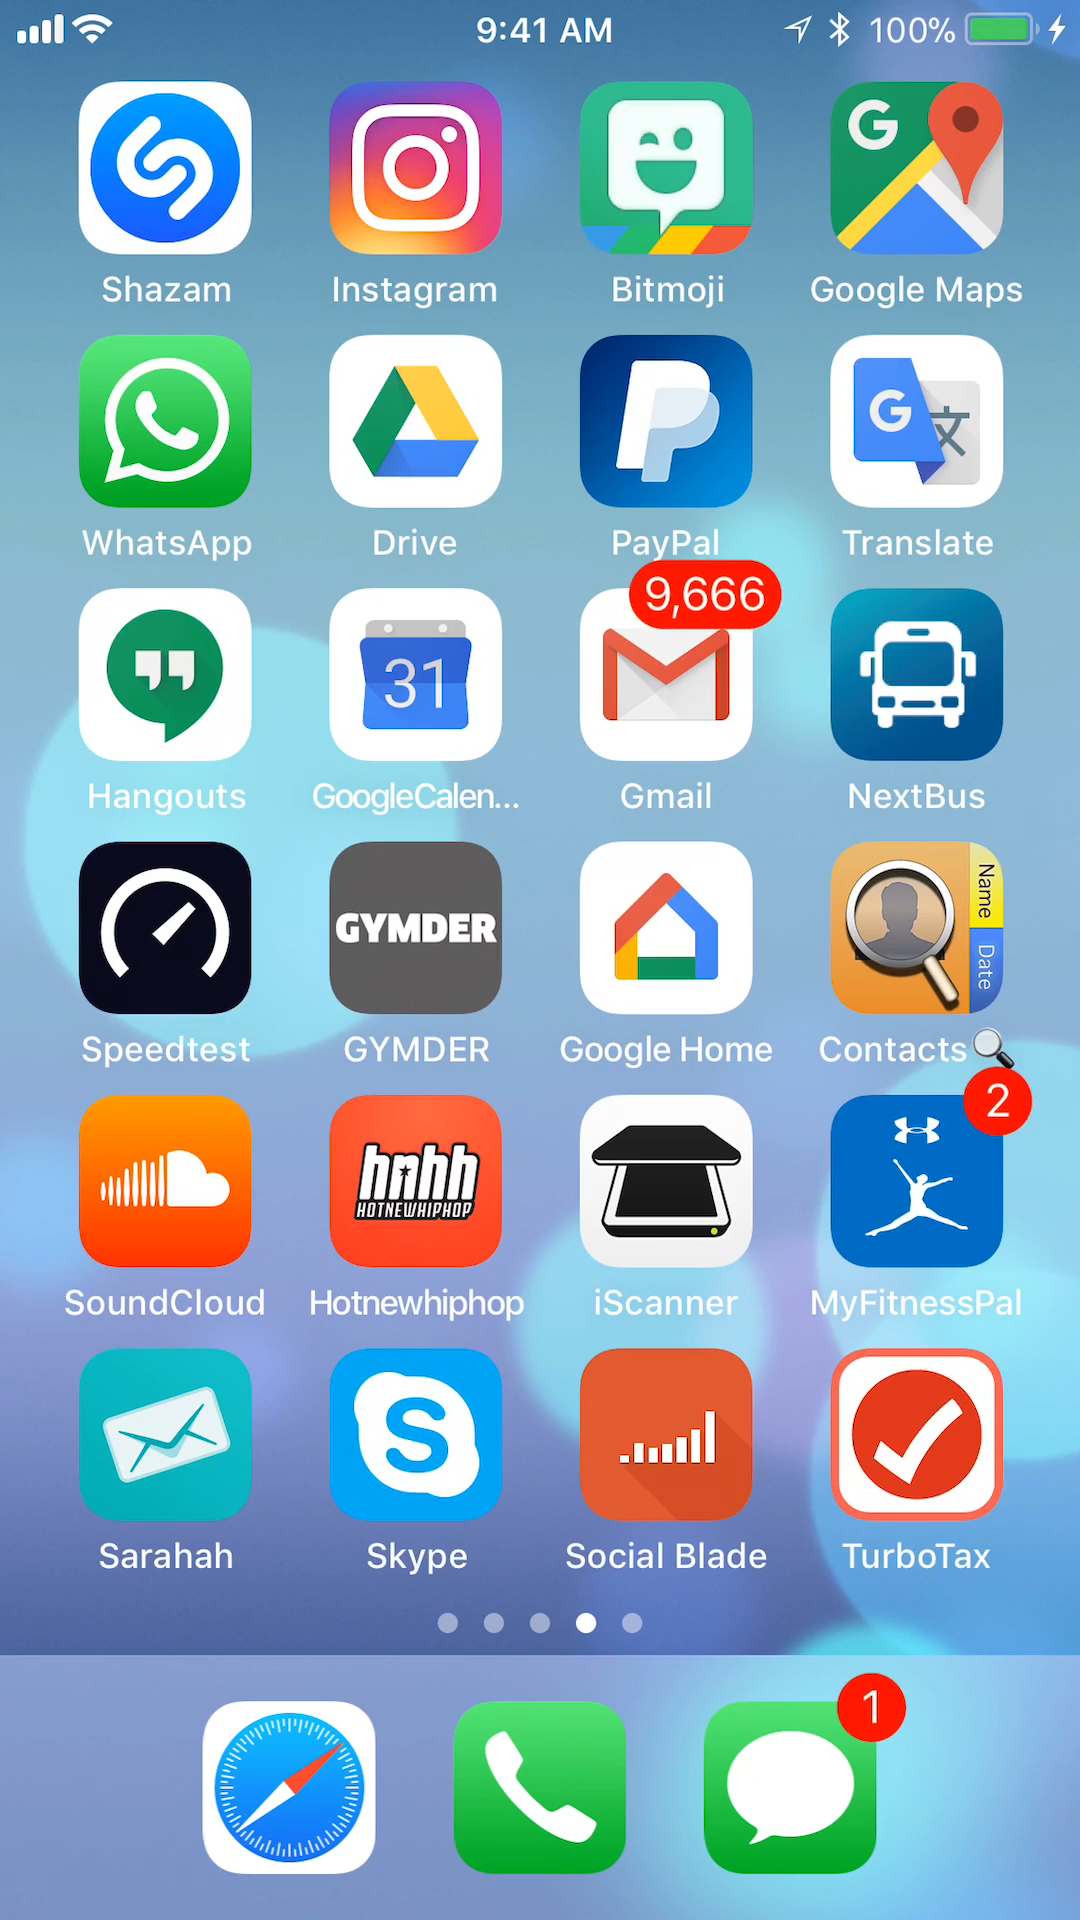 9:41 AM 100%
Shazam Instagram Bitmoji Google Maps
WhatsApp Drive PayPal Translate
9,666
31
Hangouts GoogleCalen... Gmail NextBus
GYMDER
Name
Date
Speedtest GYMDER Google Home Contacts🔍
2
hnhh
HOTNEWHIPHOP
SoundCloud Hotnewhiphop iScanner MyFitnessPal
Sarahah Skype Social Blade TurboTax
1